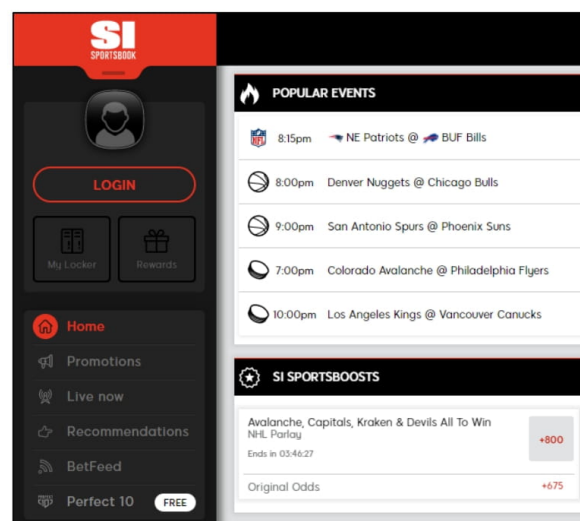 SI
SPORTSBOOK
LOGIN
My Locker
Rewards
Home
Promotions
Live now
Recommendations
BetFeed
Perfect 10 FREE
POPULAR EVENTS
NFL 8:15pm NE Patriots @ BUF Bills
8:00pm Denver Nuggets @ Chicago Bulls
9:00pm San Antonio Spurs @ Phoenix Suns
7:00pm Colorado Avalanche @ Philadelphia Flyers
10:00pm Los Angeles Kings @ Vancouver Canucks
SI SPORTSBOOSTS
Avalanche, Capitals, Kraken & Devils All To Win
NHL Parlay
+800
Ends in 03:46:27
Original Odds +675